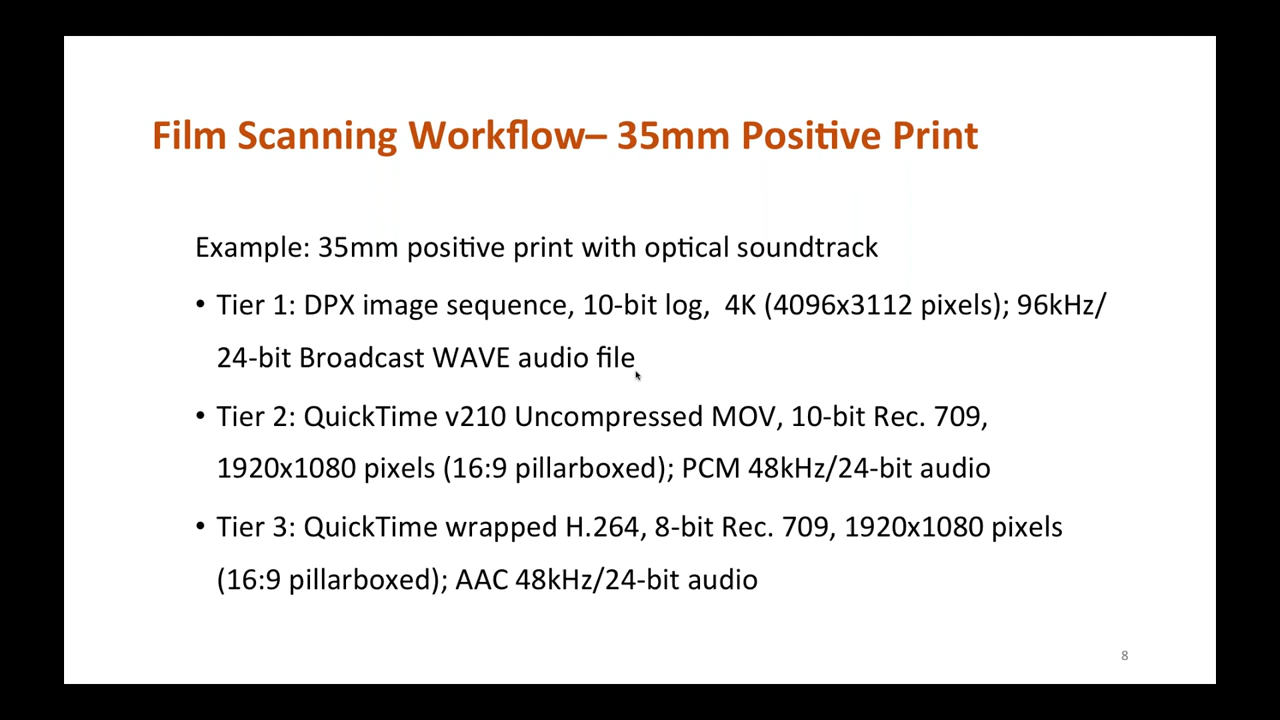 Film Scanning Workflow– 35mm Positive Print
Example: 35mm positive print with optical soundtrack
• Tier 1: DPX image sequence, 10-bit log,  4K (4096x3112 pixels); 96kHz/
24-bit Broadcast WAVE audio file
• Tier 2: QuickTime v210 Uncompressed MOV, 10-bit Rec. 709,
1920x1080 pixels (16:9 pillarboxed); PCM 48kHz/24-bit audio
• Tier 3: QuickTime wrapped H.264, 8-bit Rec. 709, 1920x1080 pixels
(16:9 pillarboxed); AAC 48kHz/24-bit audio
8